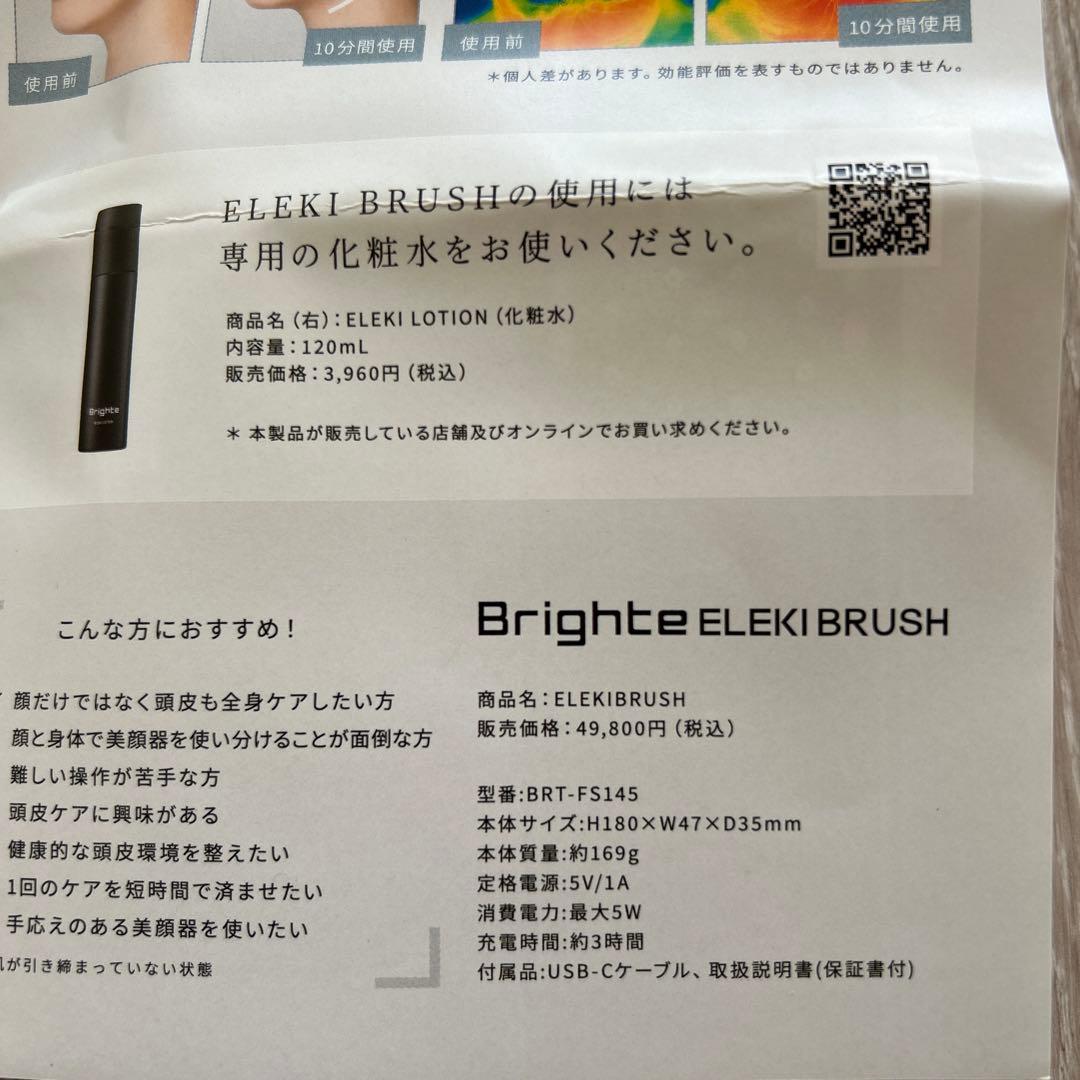 使用前
10分間使用
使用前
10分間使用
＊個人差があります。効能評価を表すものではありません。
ELEKI BRUSHの使用には
専用の化粧水をお使いください。
商品名（右）：ELEKI LOTION（化粧水）
内容量：120mL
販売価格：3,960円（税込）
＊ 本製品が販売している店舗及びオンラインでお買い求めください。
Brighte
こんな方におすすめ！
顔だけではなく頭皮も全身ケアしたい方
顔と身体で美顔器を使い分けることが面倒な方
難しい操作が苦手な方
頭皮ケアに興味がある
健康的な頭皮環境を整えたい
1回のケアを短時間で済ませたい
手応えのある美顔器を使いたい
が引き締まっていない状態
Brighte ELEKI BRUSH
商品名：ELEKIBRUSH
販売価格：49,800円（税込）
型番:BRT-FS145
本体サイズ:H180×W47×D35mm
本体質量:約169g
定格電源:5V/1A
消費電力:最大5W
充電時間:約3時間
付属品:USB-Cケーブル、取扱説明書(保証書付)